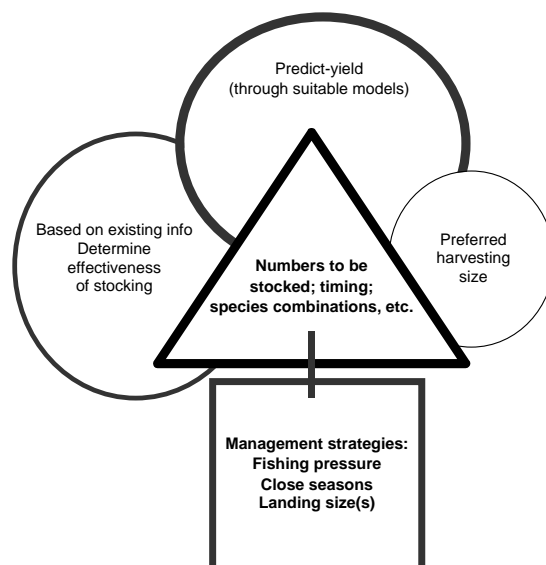 Predict-yield
(through suitable models)
Based on existing info
Determine
effectiveness
of stocking
Preferred
harvesting
size
Numbers to be
stocked; timing;
species combinations, etc.
Management strategies:
Fishing pressure
Close seasons
Landing size(s)